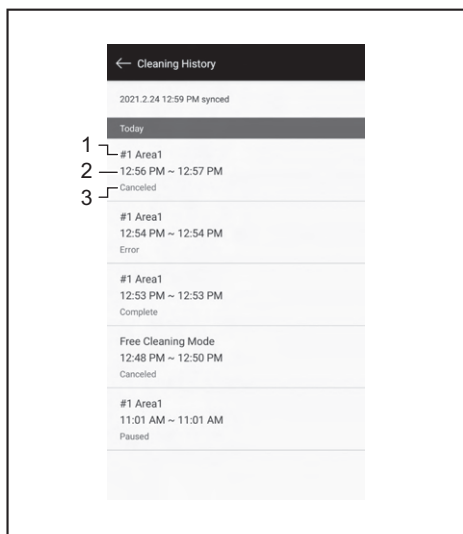 ← Cleaning History
2021.2.24 12:59 PM synced
Today
1
#1 Area1
2
12:56 PM ~ 12:57 PM
3
Canceled
#1 Area1
12:54 PM ~ 12:54 PM
Error
#1 Area1
12:53 PM ~ 12:53 PM
Complete
Free Cleaning Mode
12:48 PM ~ 12:50 PM
Canceled
#1 Area1
11:01 AM ~ 11:01 AM
Paused